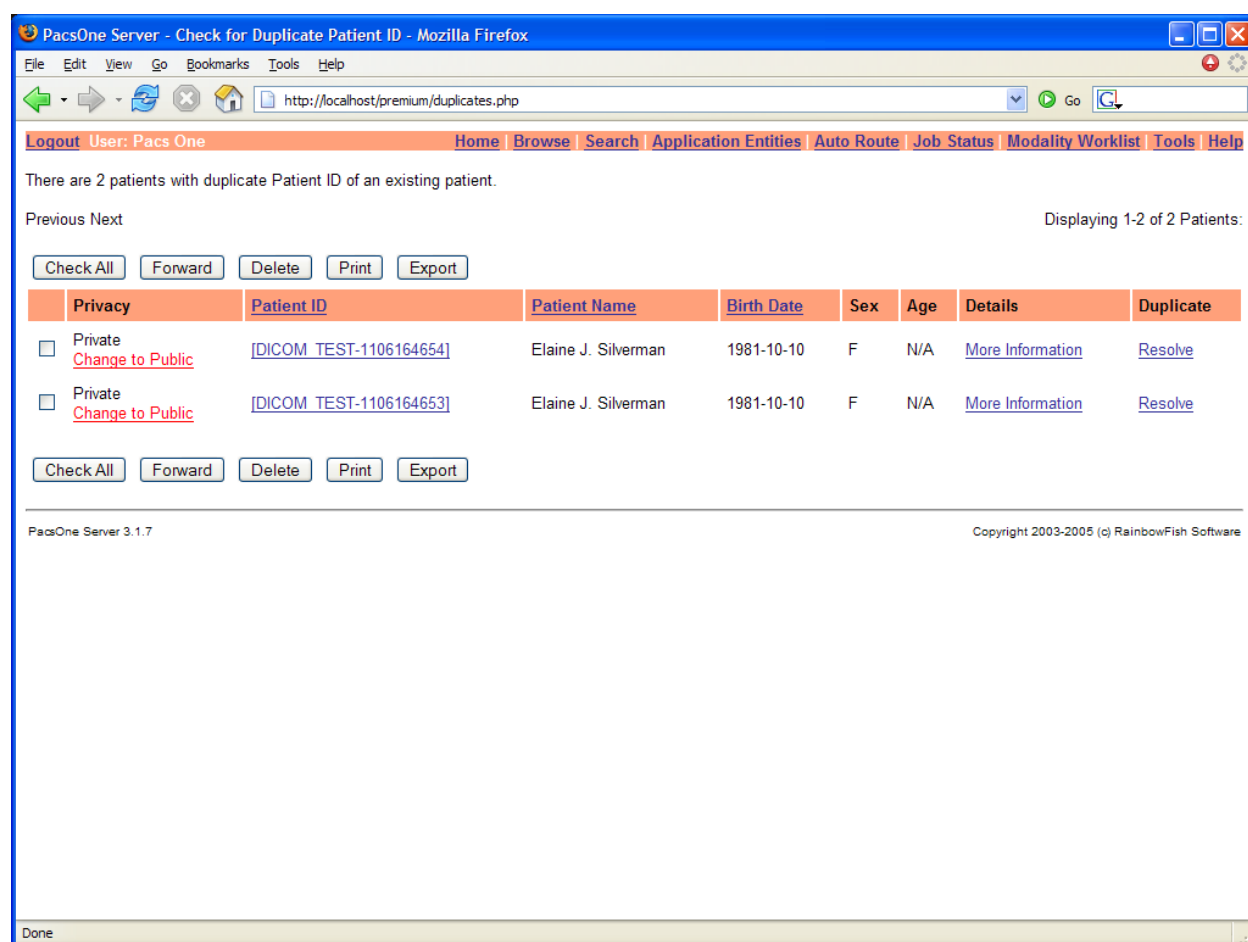 PacsOne Server - Check for Duplicate Patient ID - Mozilla Firefox
File Edit View Go Bookmarks Tools Help
http://localhost/premium/duplicates.php Go G
Logout User: Pacs One Home | Browse | Search | Application Entities | Auto Route | Job Status | Modality Worklist | Tools | Help
There are 2 patients with duplicate Patient ID of an existing patient.
Previous Next Displaying 1-2 of 2 Patients:
Check All Forward Delete Print Export
Privacy Patient ID Patient Name Birth Date Sex Age Details Duplicate
Private
Change to Public [DICOM_TEST-1106164654] Elaine J. Silverman 1981-10-10 F N/A More Information Resolve
Private
Change to Public [DICOM_TEST-1106164653] Elaine J. Silverman 1981-10-10 F N/A More Information Resolve
Check All Forward Delete Print Export
PacsOne Server 3.1.7 Copyright 2003-2005 (c) RainbowFish Software
Done